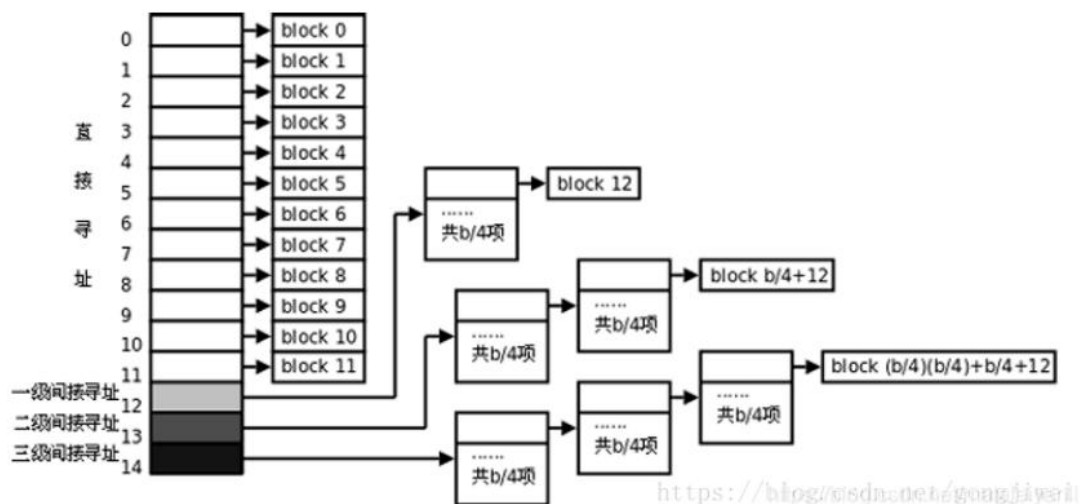 0
block 0
1
block 1
2
block 2
3
block 3
4
block 4
5
block 5
6
block 6
7
block 7
8
block 8
9
block 9
10
block 10
11
block 11
直
接
寻
址
一级间接寻址
12
二级间接寻址
13
三级间接寻址
14
......
共b/4项
block 12
......
共b/4项
......
共b/4项
block b/4+12
......
共b/4项
......
共b/4项
......
共b/4项
block (b/4)(b/4)+b/4+12